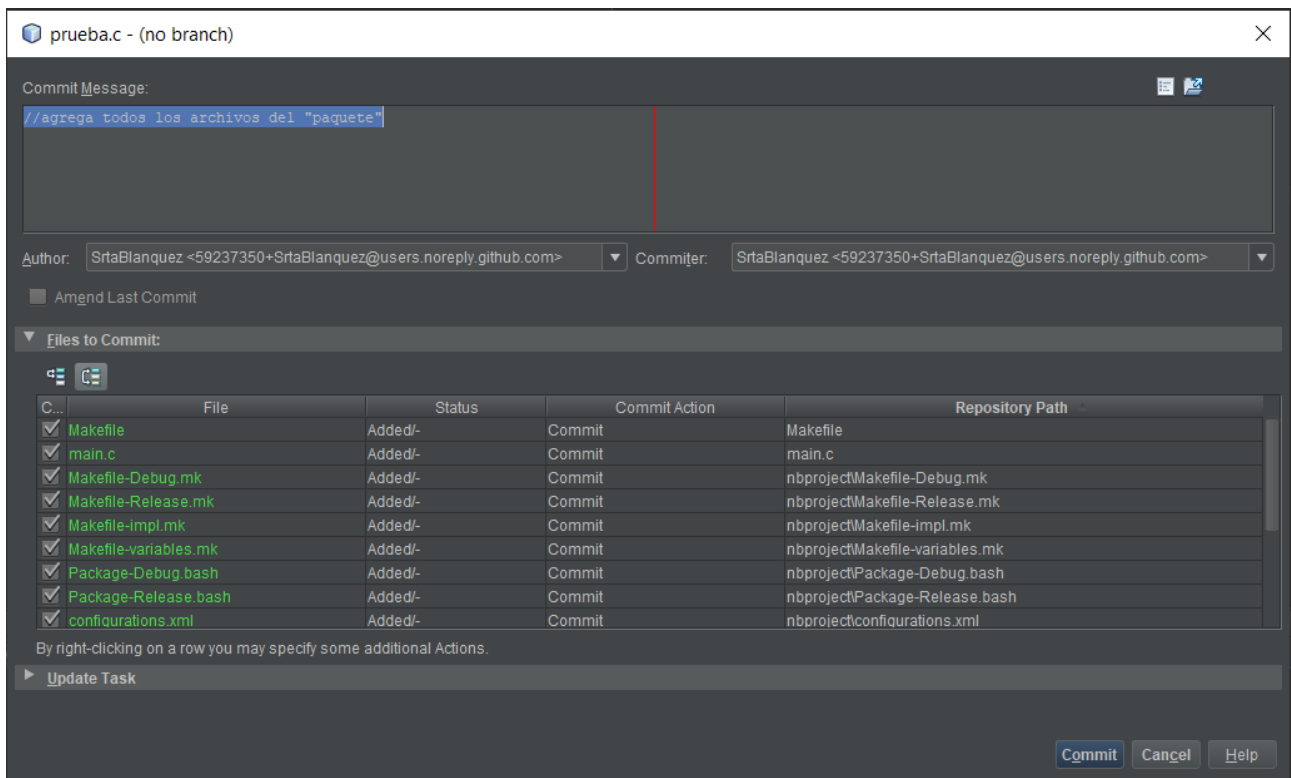 prueba.c - (no branch)
Commit Message:
//agrega todos los archivos del "paquete"
Author: SrtaBlanquez <59237350+SrtaBlanquez@users.noreply.github.com> Commiter: SrtaBlanquez <59237350+SrtaBlanquez@users.noreply.github.com>
Amend Last Commit
Files to Commit:
C... File Status Commit Action Repository Path
Makefile Added/- Commit Makefile
main.c Added/- Commit main.c
Makefile-Debug.mk Added/- Commit nbproject\Makefile-Debug.mk
Makefile-Release.mk Added/- Commit nbproject\Makefile-Release.mk
Makefile-impl.mk Added/- Commit nbproject\Makefile-impl.mk
Makefile-variables.mk Added/- Commit nbproject\Makefile-variables.mk
Package-Debug.bash Added/- Commit nbproject\Package-Debug.bash
Package-Release.bash Added/- Commit nbproject\Package-Release.bash
configurations.xml Added/- Commit nbproject\configurations.xml
By right-clicking on a row you may specify some additional Actions.
Update Task
Commit Cancel Help